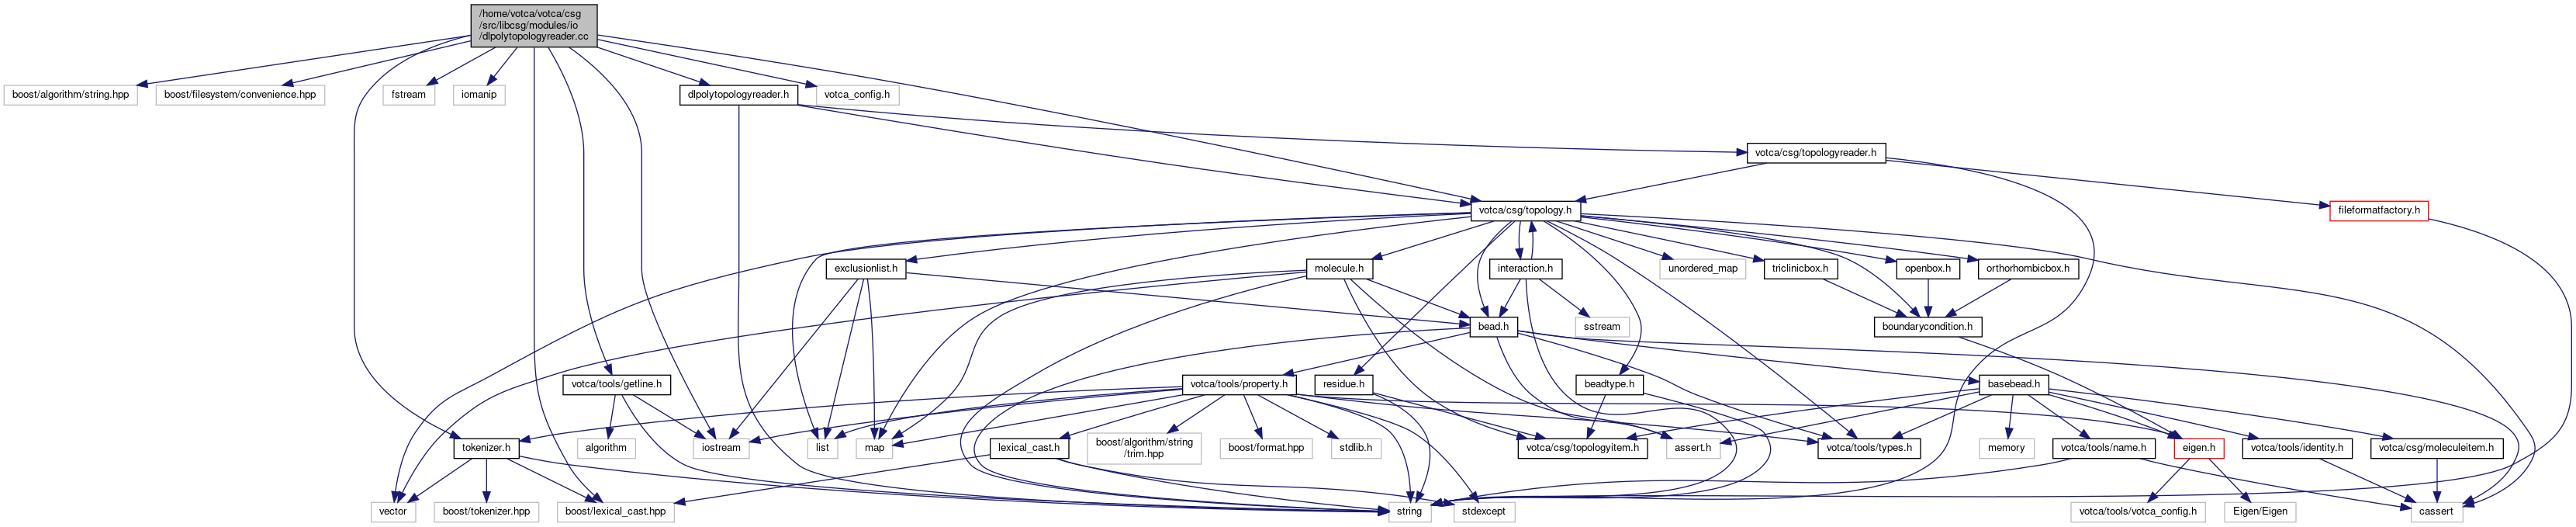 /home/votca/votca/csg
/src/libcsg/modules/io
/dlpolytopologyreader.cc
boost/algorithm/string.hpp
boost/filesystem/convenience.hpp
fstream
iomanip
dlpolytopologyreader.h
votca_config.h
votca/csg/topologyreader.h
votca/csg/topology.h
fileformatfactory.h
exclusionlist.h
molecule.h
interaction.h
unordered_map
triclinicbox.h
openbox.h
orthorhombicbox.h
bead.h
sstream
boundarycondition.h
votca/tools/getline.h
votca/tools/property.h
residue.h
beadtype.h
basebead.h
tokenizer.h
algorithm
iostream
list
map
lexical_cast.h
boost/algorithm/string
/trim.hpp
boost/format.hpp
stdlib.h
votca/csg/topologyitem.h
assert.h
votca/tools/types.h
memory
votca/tools/name.h
eigen.h
votca/tools/identity.h
votca/csg/moleculeitem.h
vector
boost/tokenizer.hpp
boost/lexical_cast.hpp
string
stdexcept
votca/tools/votca_config.h
Eigen/Eigen
cassert